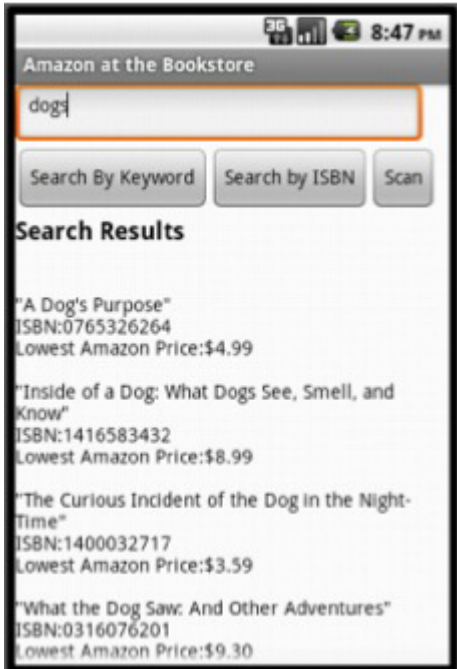 3G
8:47 PM
Amazon at the Bookstore
dogs
Search By Keyword Search by ISBN Scan
Search Results
"A Dog's Purpose"
ISBN:0765326264
Lowest Amazon Price:$4.99
"Inside of a Dog: What Dogs See, Smell, and
Know"
ISBN:1416583432
Lowest Amazon Price:$8.99
"The Curious Incident of the Dog in the Night-
Time"
ISBN:1400032717
Lowest Amazon Price:$3.59
"What the Dog Saw: And Other Adventures"
ISBN:0316076201
Lowest Amazon Price:$9.30